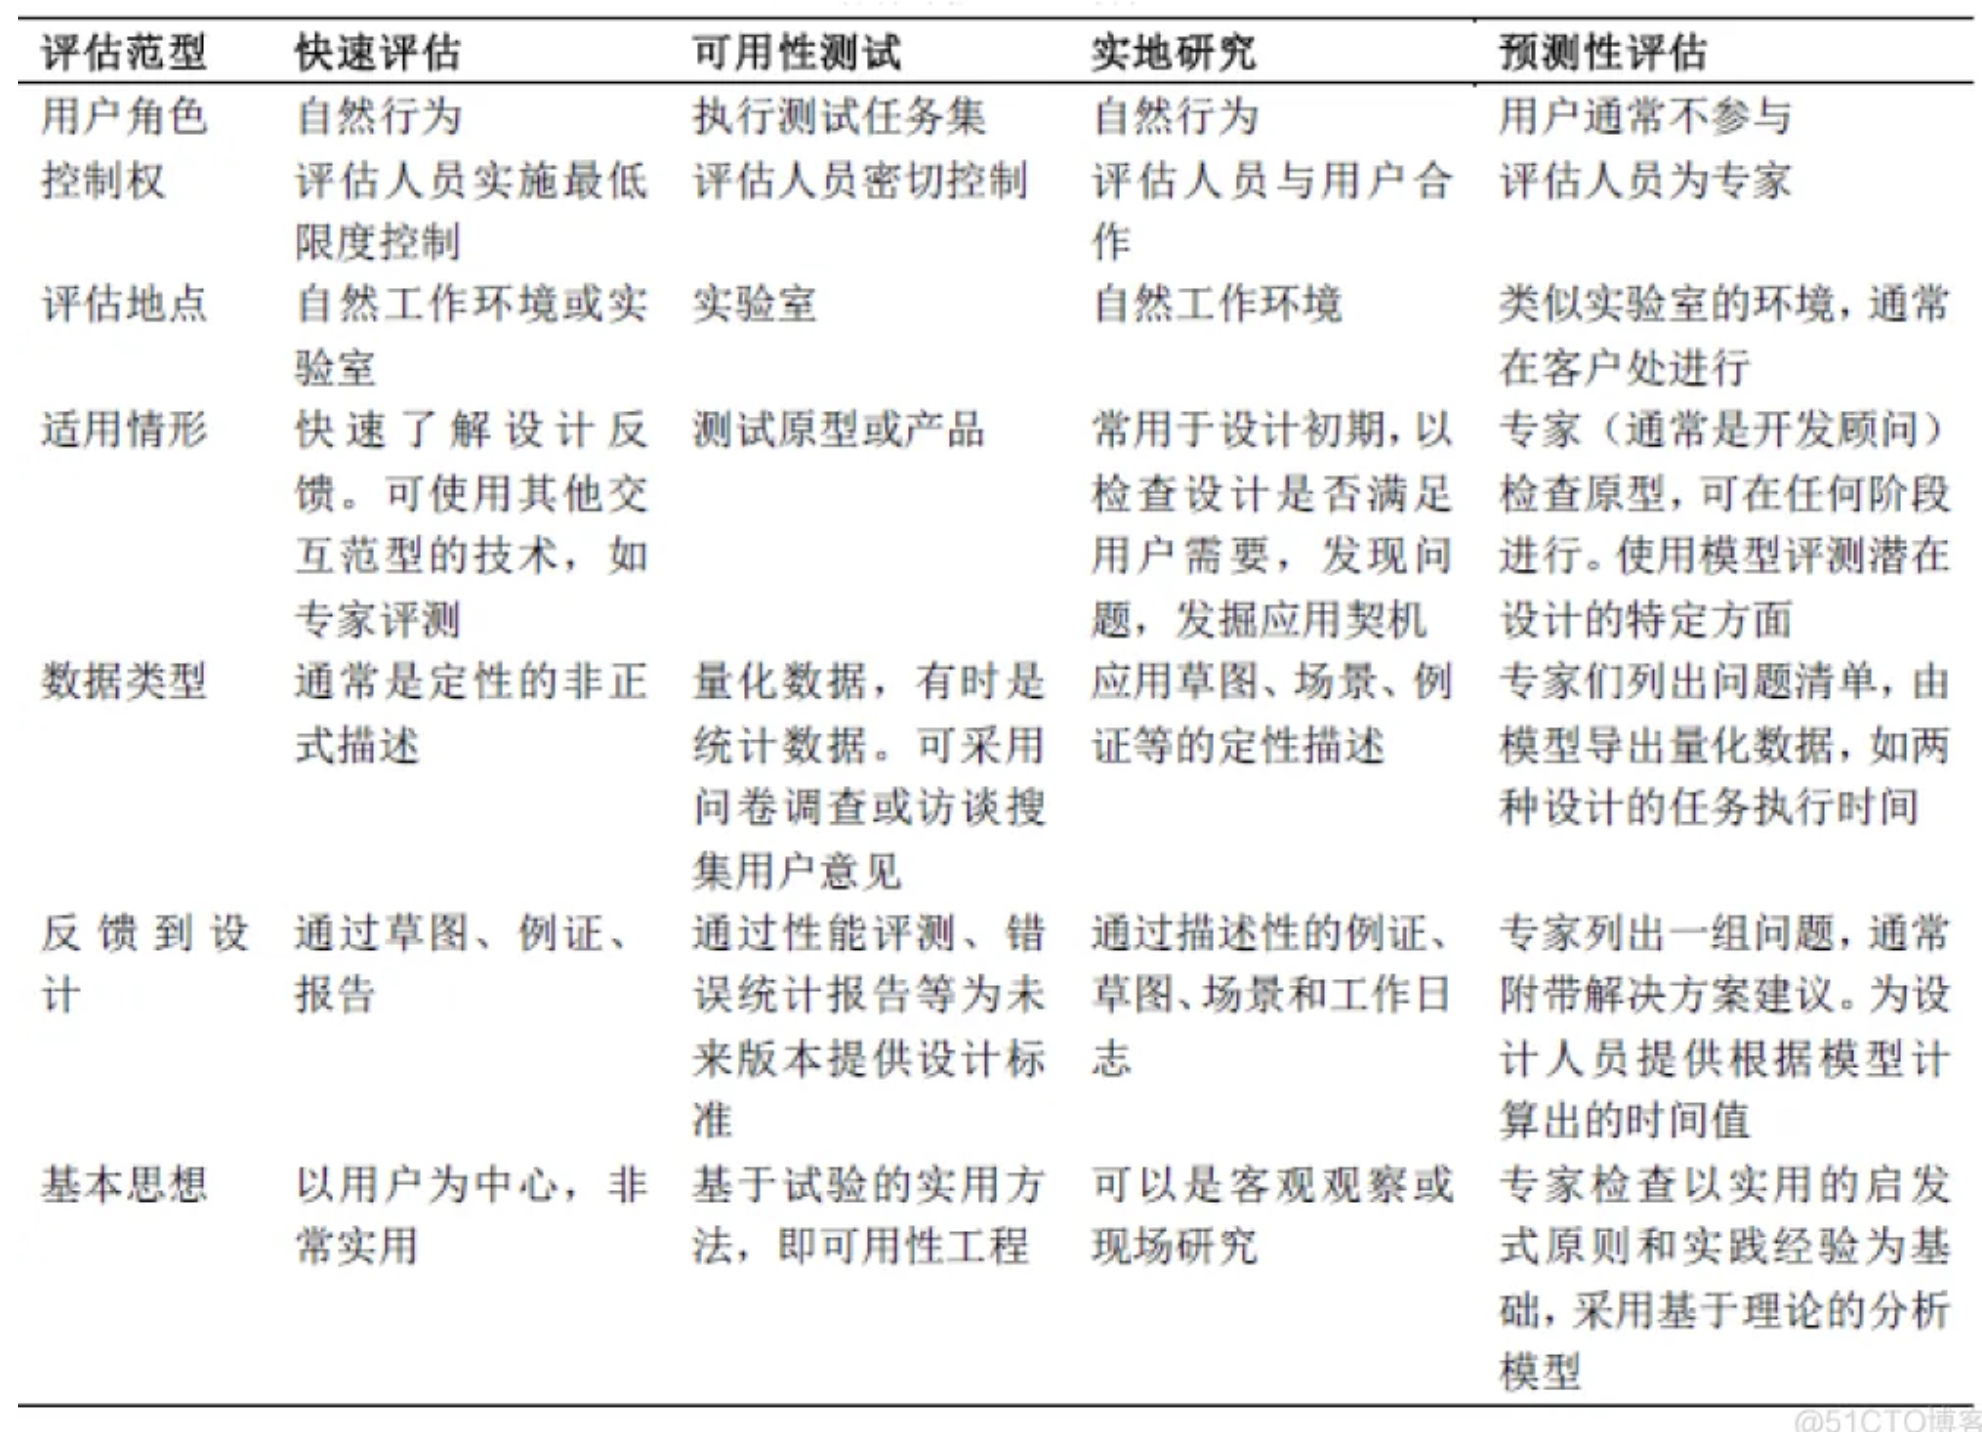 评估范型 快速评估 可用性测试 实地研究 预测性评估
用户角色 自然行为 执行测试任务集 自然行为 用户通常不参与
控制权 评估人员实施最低 评估人员密切控制 评估人员与用户合 评估人员为专家
限度控制 作
评估地点 自然工作环境或实 实验室 自然工作环境 类似实验室的环境，通常
验室 在客户处进行
适用情形 快速了解设计反 测试原型或产品 常用于设计初期，以 专家（通常是开发顾问）
馈。可使用其他交 检查设计是否满足 检查原型，可在任何阶段
互范型的技术，如 用户需要，发现问 进行。使用模型评测潜在
专家评测 题，发掘应用契机 设计的特定方面
数据类型 通常是定性的非正 量化数据，有时是 应用草图、场景、例 专家们列出问题清单，由
式描述 统计数据。可采用 证等的定性描述 模型导出量化数据，如两
问卷调查或访谈搜 种设计的任务执行时间
集用户意见
反馈到设 通过草图、例证、 通过性能评测、错 通过描述性的例证、 专家列出一组问题，通常
计 报告 误统计报告等为未 草图、场景和工作日 附带解决方案建议。为设
来版本提供设计标 志 计人员提供根据模型计
准 算出的时间值
基本思想 以用户为中心，非 基于试验的实用方 可以是客观观察或 专家检查以实用的启发
常实用 法，即可用性工程 现场研究 式原则和实践经验为基
础，采用基于理论的分析
模型
@51CTO博客